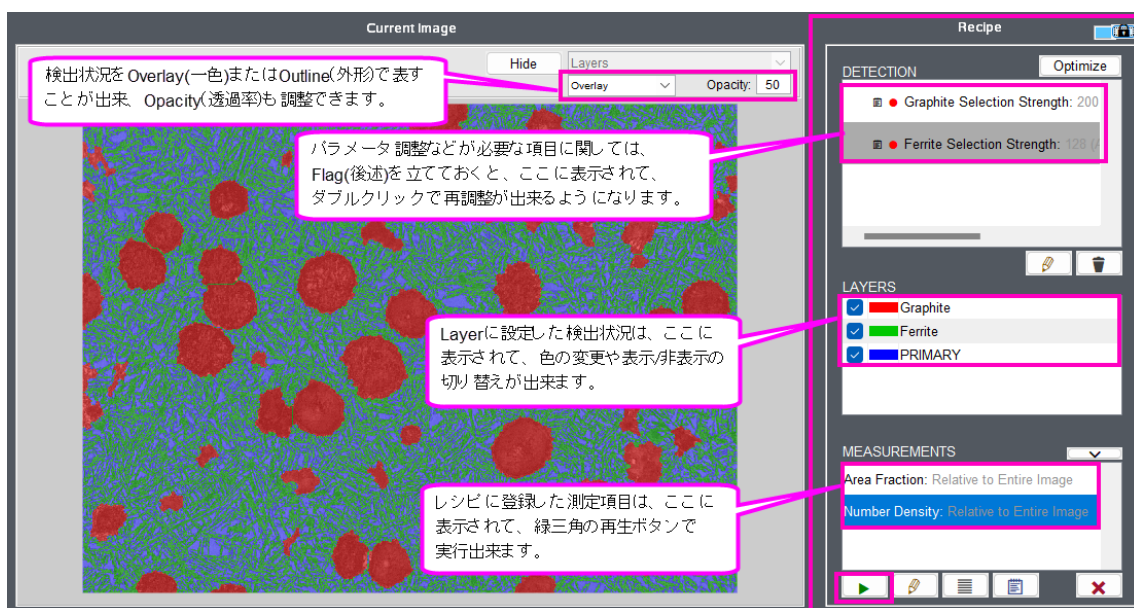 Current Image
Recipe
Hide
Layers
Overlay
Opacity: 50
検出状況をOverlay(一色)またはOutline(外形)で表す
ことが出来、Opacity(透過率)も調整できます。
DETECTION
Optimize
Graphite Selection Strength: 200
Ferrite Selection Strength: 128
パラメータ調整などが必要な項目に関しては、
Flag(後述)を立てておくと、ここに表示されて、
ダブルクリックで再調整が出来るようになります。
LAYERS
Graphite
Ferrite
PRIMARY
Layerに設定した検出状況は、ここに
表示されて、色の変更や表示/非表示の
切り替えが出来ます。
MEASUREMENTS
Area Fraction: Relative to Entire Image
Number Density: Relative to Entire Image
レシピに登録した測定項目は、ここに
表示されて、緑三角の再生ボタンで
実行出来ます。